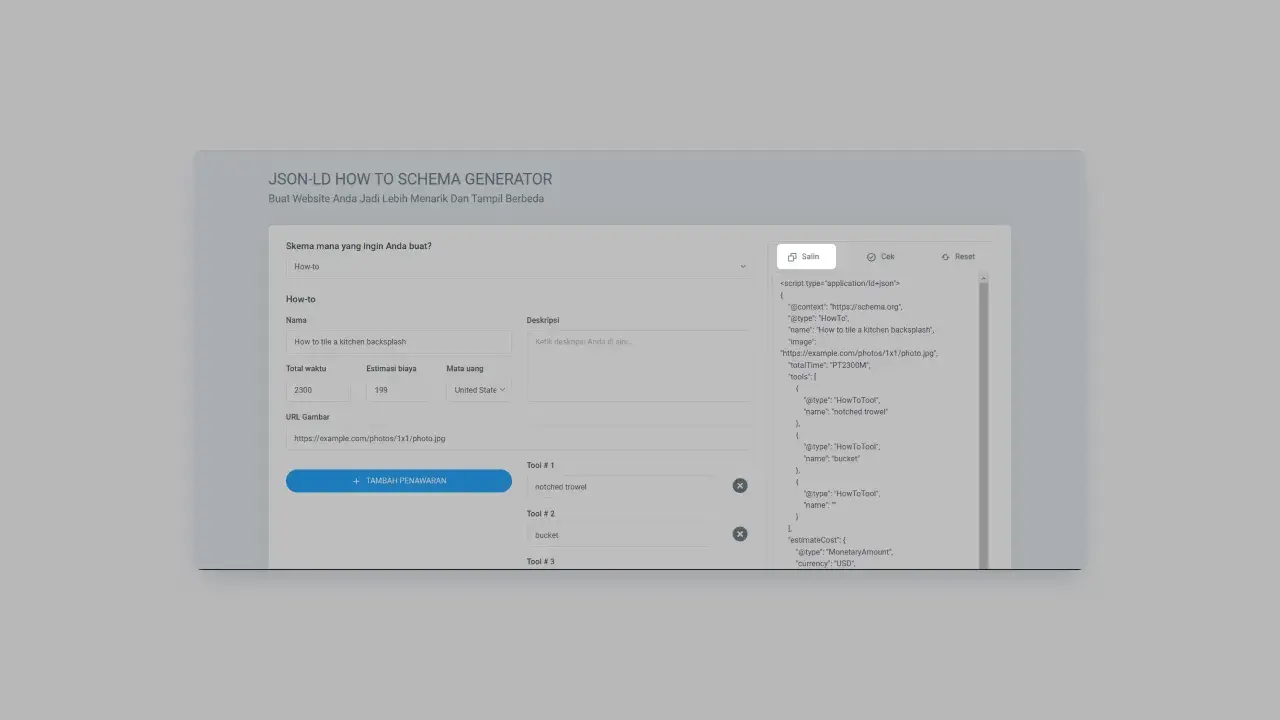 JSON-LD HOW TO SCHEMA GENERATOR
Buat Website Anda Jadi Lebih Menarik Dan Tampil Berbeda
Skema mana yang ingin Anda buat?
How-to
How-to
Nama
How to tile a kitchen backsplash
Deskripsi
Ketik deskripsi Anda di sini..
Total waktu
Estimasi biaya
Mata uang
2300
199
United State
URL Gambar
https://example.com/photos/1x1/photo.jpg
+ TAMBAH PENAWARAN
Tool # 1
notched trowel
Tool # 2
bucket
Tool # 3
Salin
Cek
Reset
<script type="application/ld+json">
{
"@context": "https://schema.org",
"@type": "HowTo",
"name": "How to tile a kitchen backsplash",
"image":
"https://example.com/photos/1x1/photo.jpg",
"totalTime": "PT2300M",
"tools": [
{
"@type": "HowToTool",
"name": "notched trowel"
},
{
"@type": "HowToTool",
"name": "bucket"
},
{
"@type": "HowToTool",
"name": ""
}
],
"estimateCost": {
"@type": "MonetaryAmount",
"currency": "USD",